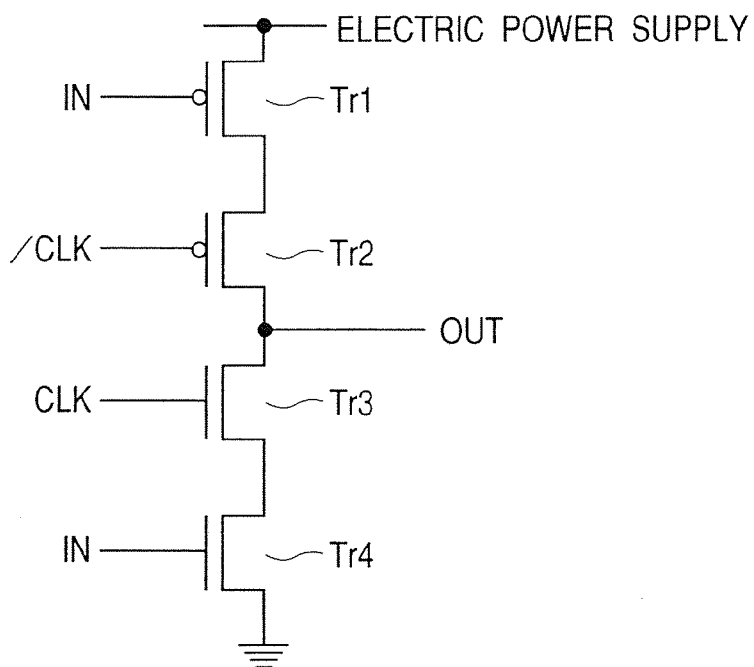 ELECTRIC POWER SUPPLY
IN
Tr1
/CLK
Tr2
OUT
CLK
Tr3
IN
Tr4